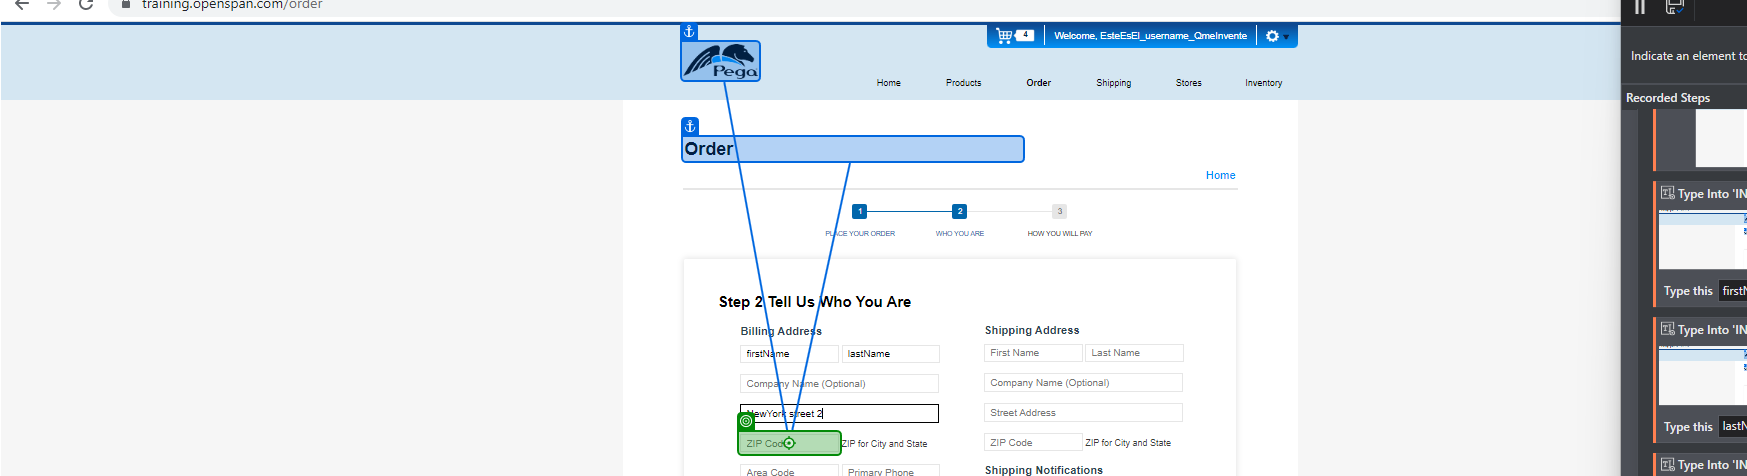 training.openspan.com/order
4
Welcome, EsteEsEl_username_QmeInvente
Pega
Home Products Order Shipping Stores Inventory
Order
Home
1 2 3
PLACE YOUR ORDER WHO YOU ARE HOW YOU WILL PAY
Step 2 Tell Us Who You Are
Billing Address
firstName lastName
Company Name (Optional)
NewYork street 2
ZIP Code ZIP for City and State
Area Code Primary Phone
Shipping Address
First Name Last Name
Company Name (Optional)
Street Address
ZIP Code ZIP for City and State
Shipping Notifications
Indicate an element to
Recorded Steps
Type Into 'IN
Type this firstN
Type Into 'IN
Type this lastN
Type Into 'IN